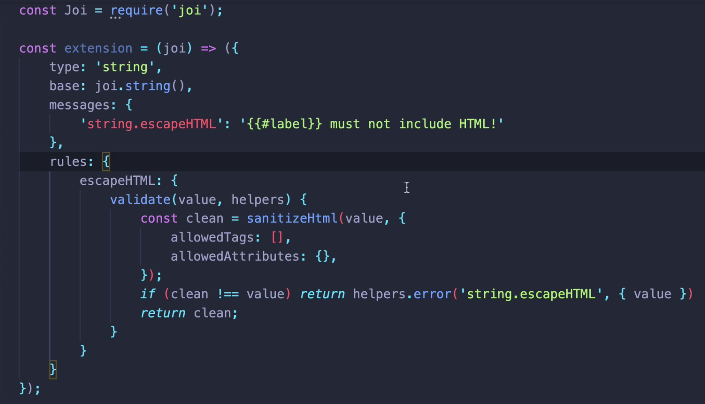 const Joi = require('joi');
const extension = (joi) => ({
    type: 'string',
    base: joi.string(),
    messages: {
        'string.escapeHTML': '{{#label}} must not include HTML!'
    },
    rules: {
        escapeHTML: {
            validate(value, helpers) {
                const clean = sanitizeHtml(value, {
                    allowedTags: [],
                    allowedAttributes: {},
                });
                if (clean !== value) return helpers.error('string.escapeHTML', { value })
                return clean;
            }
        }
    }
});